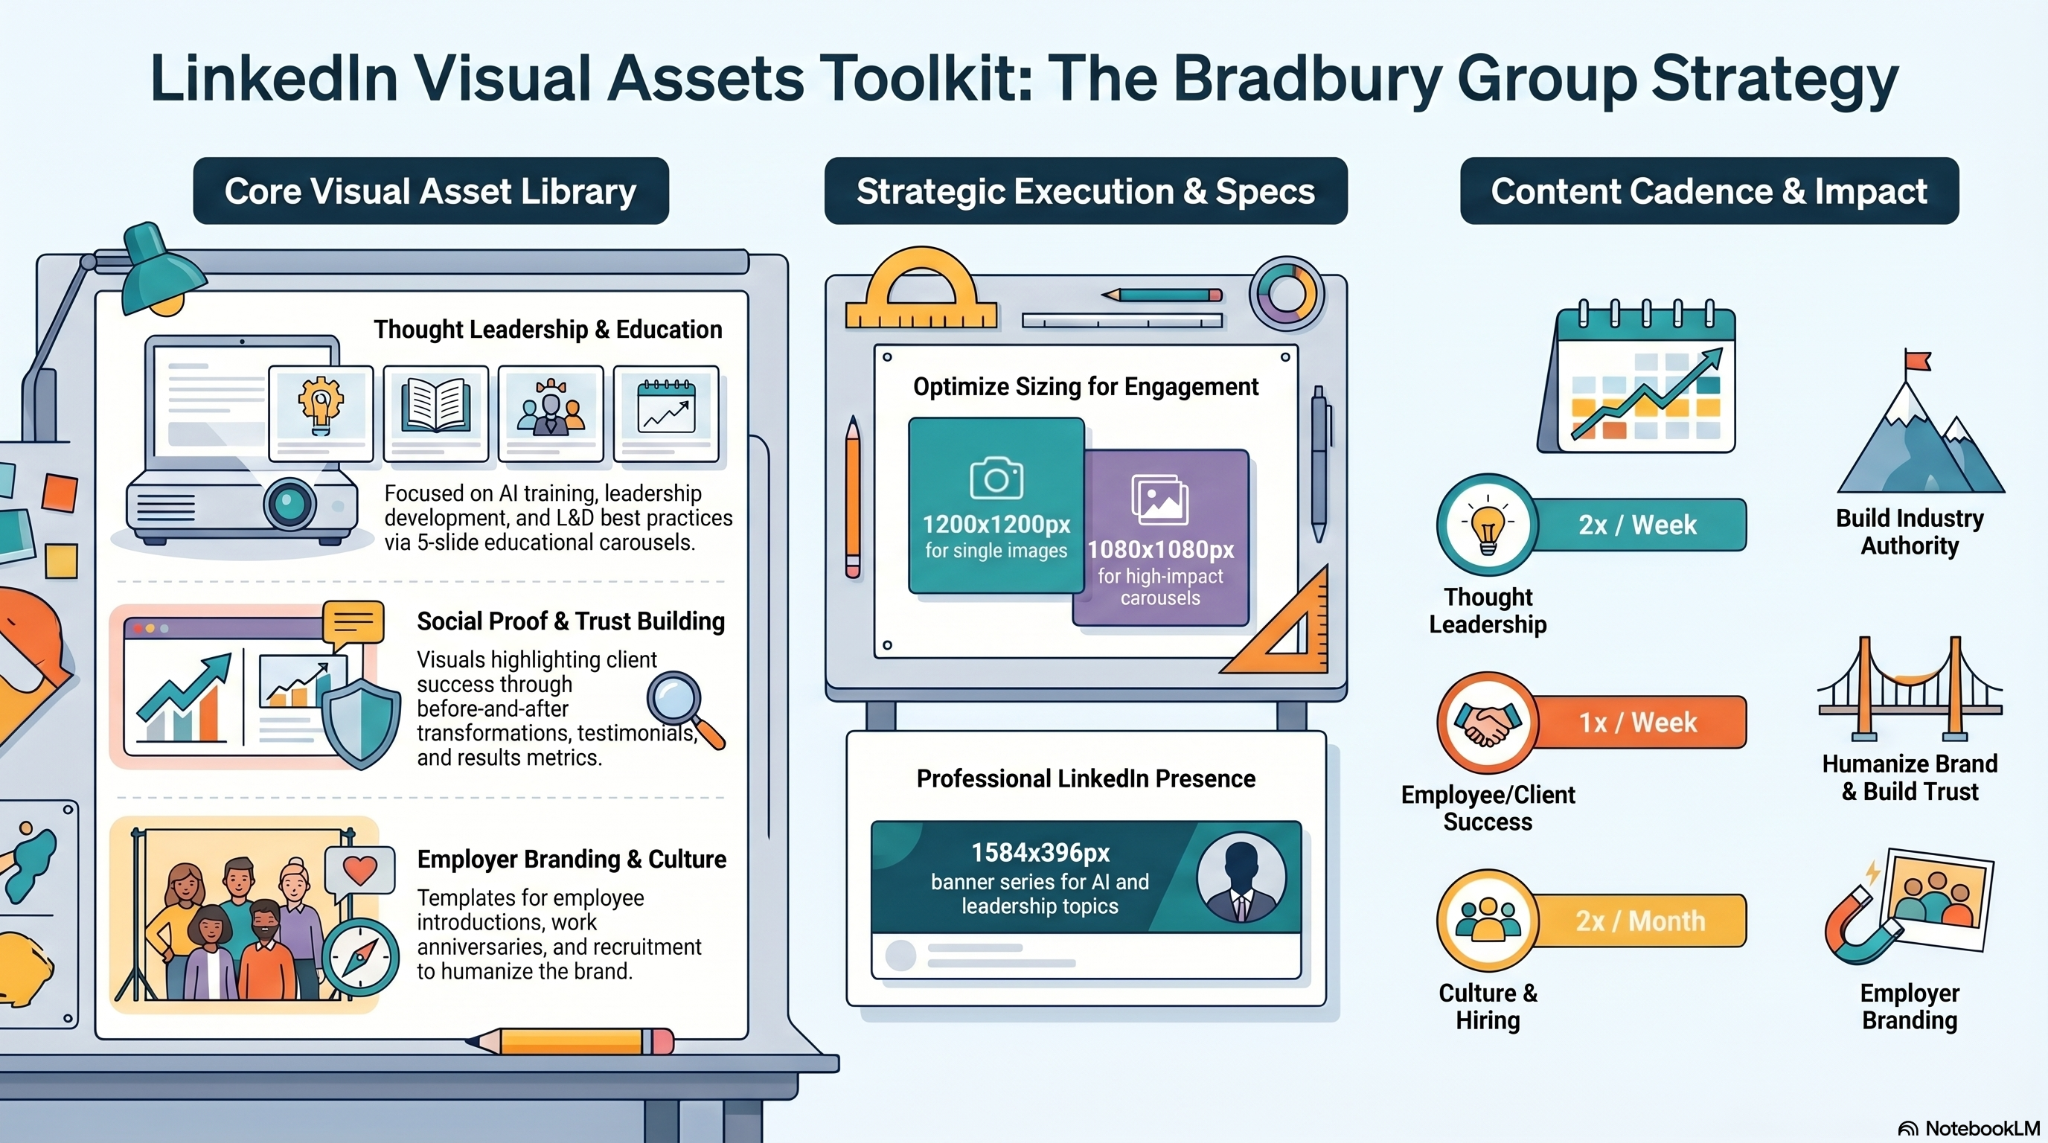 LinkedIn Visual Assets Toolkit: The Bradbury Group Strategy
Core Visual Asset Library
Thought Leadership & Education
Focused on AI training, leadership
development, and L&D best practices
via 5-slide educational carousels.
Social Proof & Trust Building
Visuals highlighting client
success through
before-and-after
transformations, testimonials,
and results metrics.
Employer Branding & Culture
Templates for employee
introductions, work
anniversaries, and recruitment
to humanize the brand.
Strategic Execution & Specs
Optimize Sizing for Engagement
1200x1200px
for single images
1080x1080px
for high-impact
carousels
Professional LinkedIn Presence
1584x396px
banner series for AI and
leadership topics
Content Cadence & Impact
2x / Week
Thought
Leadership
Build Industry
Authority
1x / Week
Employee/Client
Success
Humanize Brand
& Build Trust
2x / Month
Culture &
Hiring
Employer
Branding
NotebookLM